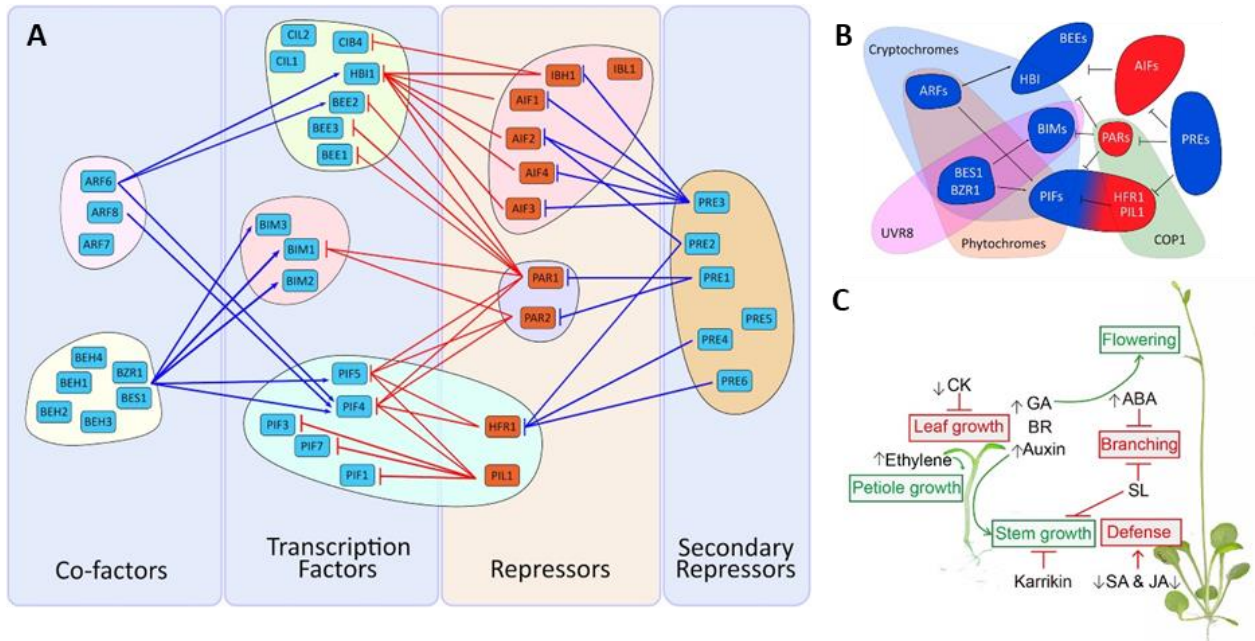 A
CIL2
CIL1
CIB4
HBI1
BEE2
BEE3
BEE1
IBH1
IBL1
AIF1
AIF2
AIF4
AIF3
ARF6
ARF8
ARF7
BIM3
BIM1
BIM2
PAR1
PAR2
PRE3
PRE2
PRE1
PRE5
PRE4
PRE6
BEH4
BZR1
BEH1
BES1
BEH2
BEH3
PIF5
PIF4
PIF3
PIF7
PIF1
HFR1
PIL1
Co-factors
Transcription
Factors
Repressors
Secondary
Repressors
B
Cryptochromes
BEEs
HBI
AIFs
ARFs
BIMs
PARs
PREs
BES1
BZR1
PIFs
HFR1
PIL1
UVR8
Phytochromes
COP1
C
Flowering
↓CK
Leaf growth
↑GA
BR
↑Auxin
↑ABA
Branching
↑Ethylene
Petiole growth
SL
Stem growth
Defense
Karrikin
↓SA & JA↓